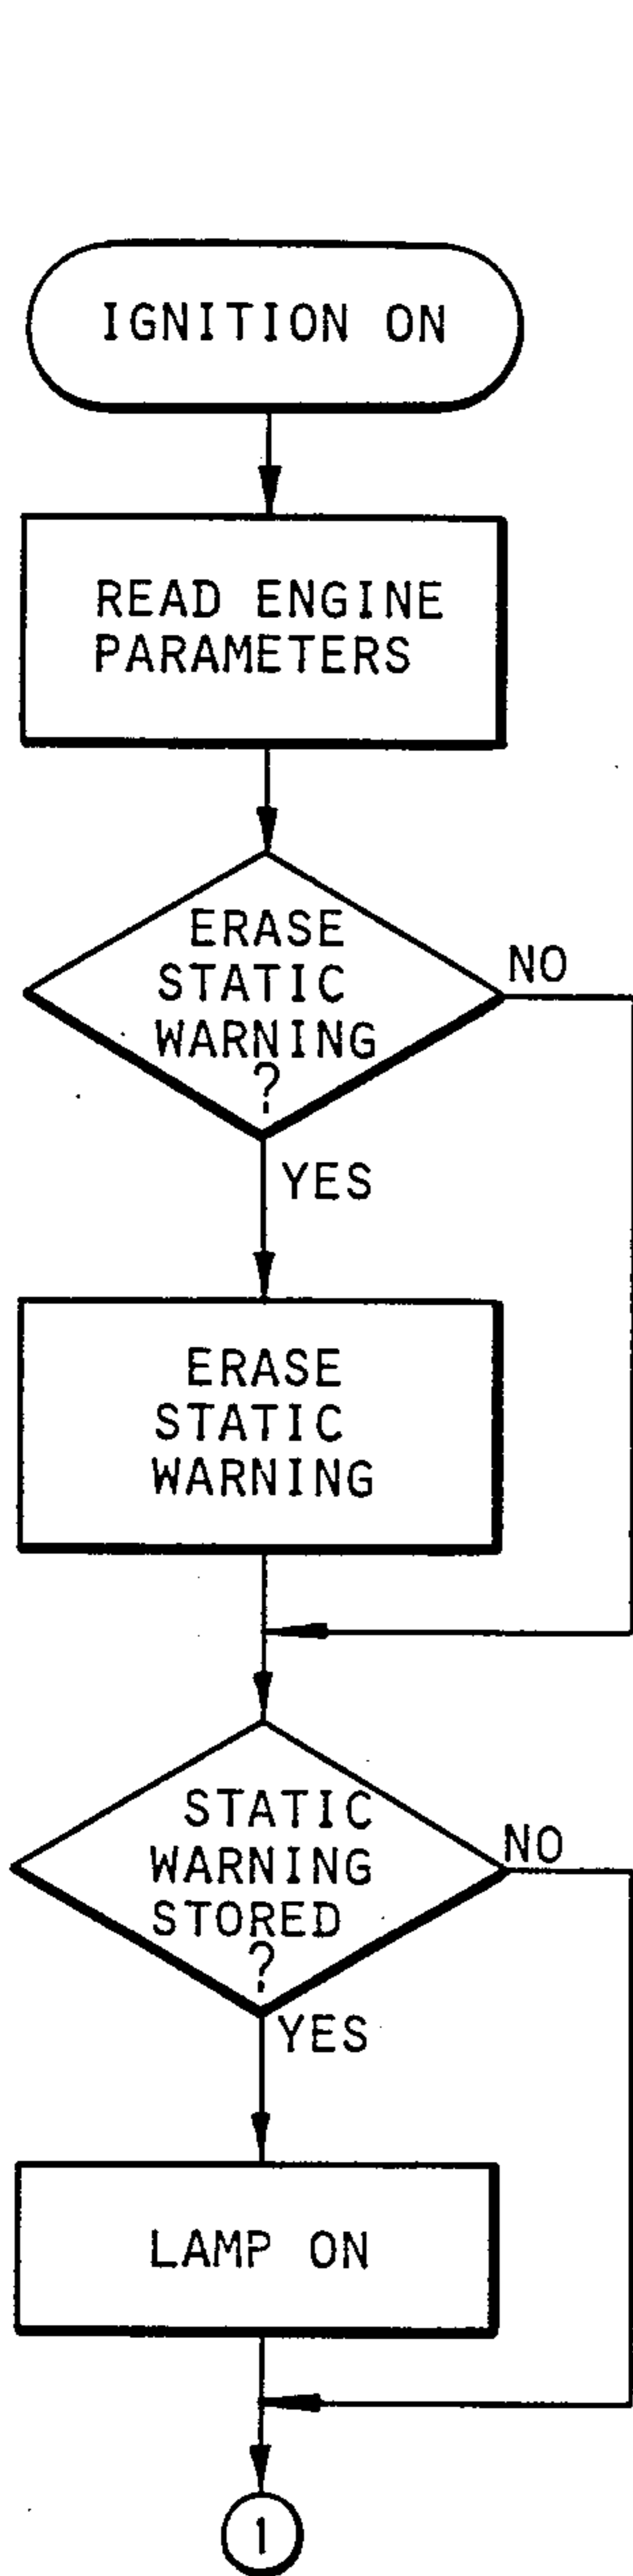 IGNITION ON
READ ENGINE
PARAMETERS
ERASE
STATIC
WARNING
?
NO
YES
ERASE
STATIC
WARNING
STATIC
WARNING
STORED
?
NO
YES
LAMP ON
1